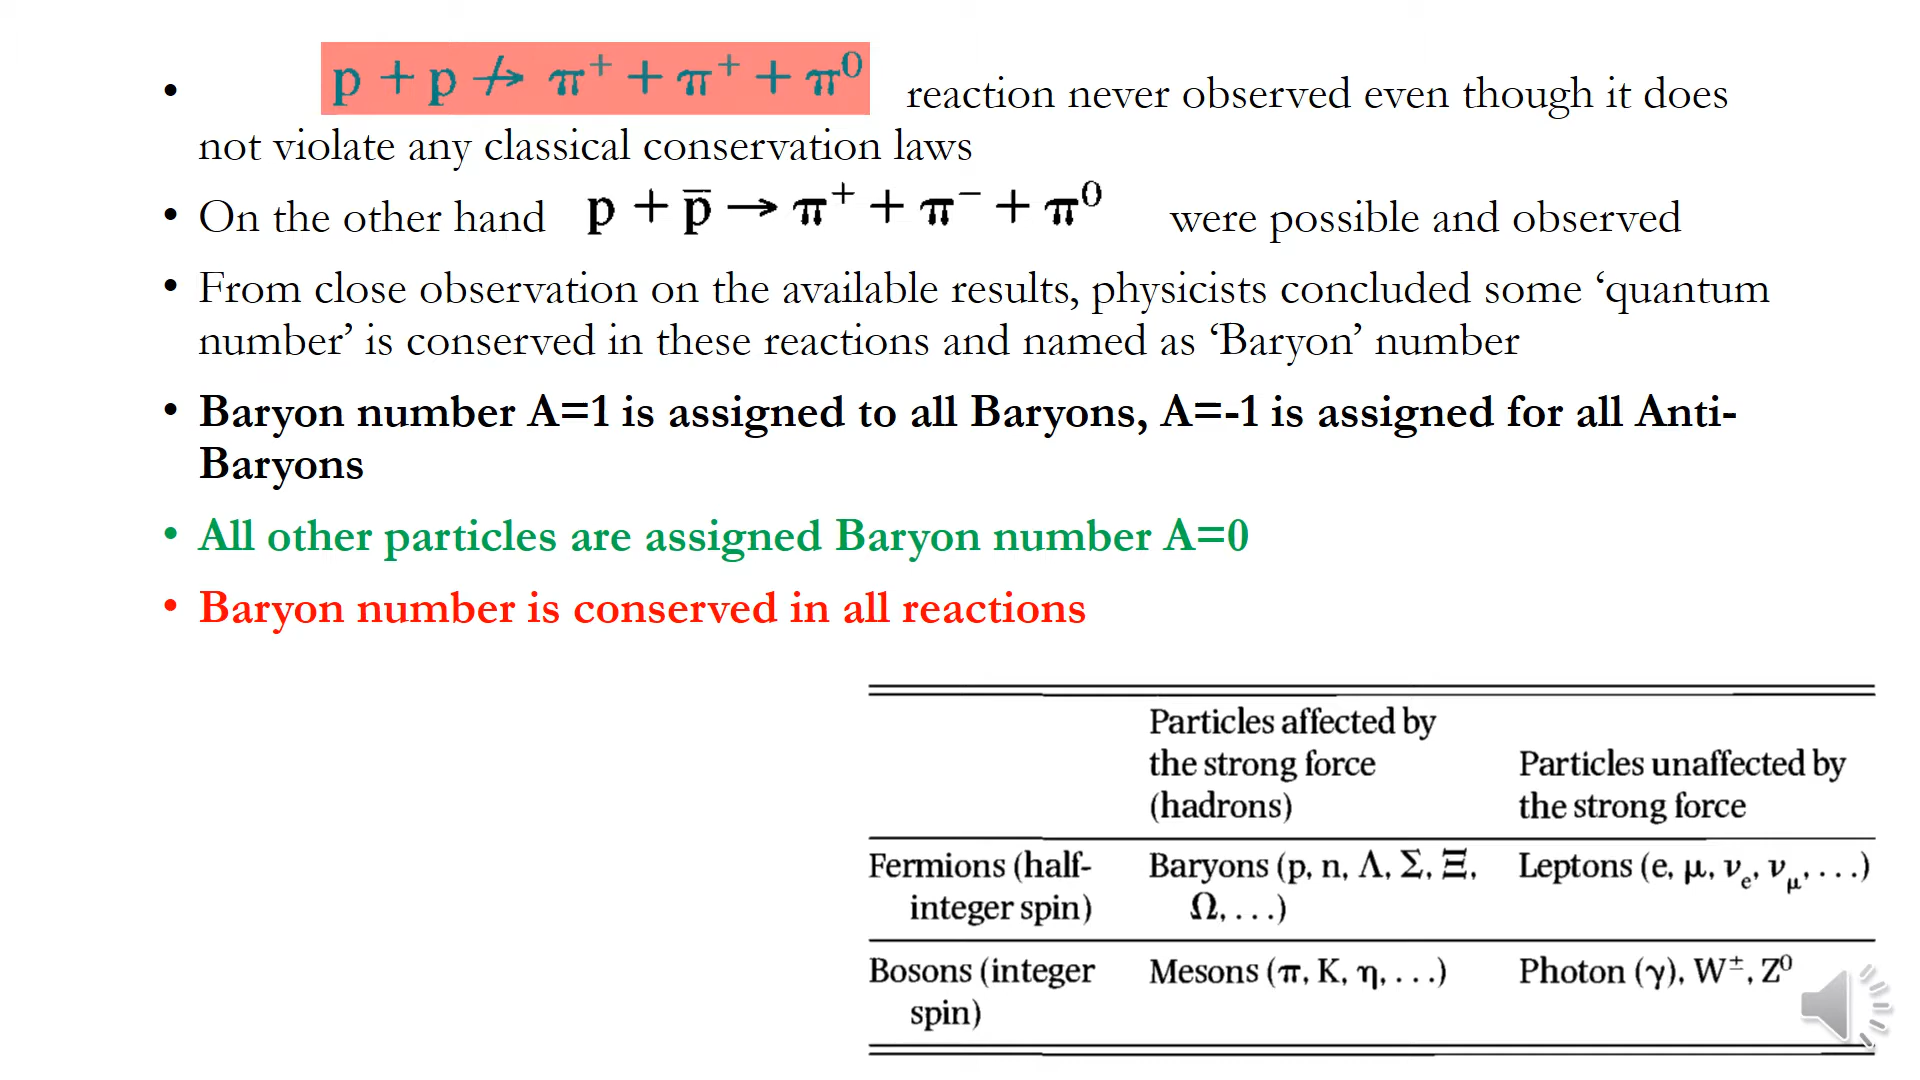 • p + p ↛ π⁺ + π⁺ + π⁰ reaction never observed even though it does
not violate any classical conservation laws
• On the other hand p + p̅ → π⁺ + π⁻ + π⁰ were possible and observed
• From close observation on the available results, physicists concluded some ‘quantum
number’ is conserved in these reactions and named as ‘Baryon’ number
• Baryon number A=1 is assigned to all Baryons, A=-1 is assigned for all Anti-
Baryons
• All other particles are assigned Baryon number A=0
• Baryon number is conserved in all reactions
Particles affected by
the strong force
(hadrons)
Particles unaffected by
the strong force
Fermions (half-
integer spin)
Baryons (p, n, Λ, Σ, Ξ,
Ω, . . .)
Leptons (e, μ, νₑ, ν_μ, . . .)
Bosons (integer
spin)
Mesons (π, K, η, . . .)
Photon (γ), W±, Z⁰